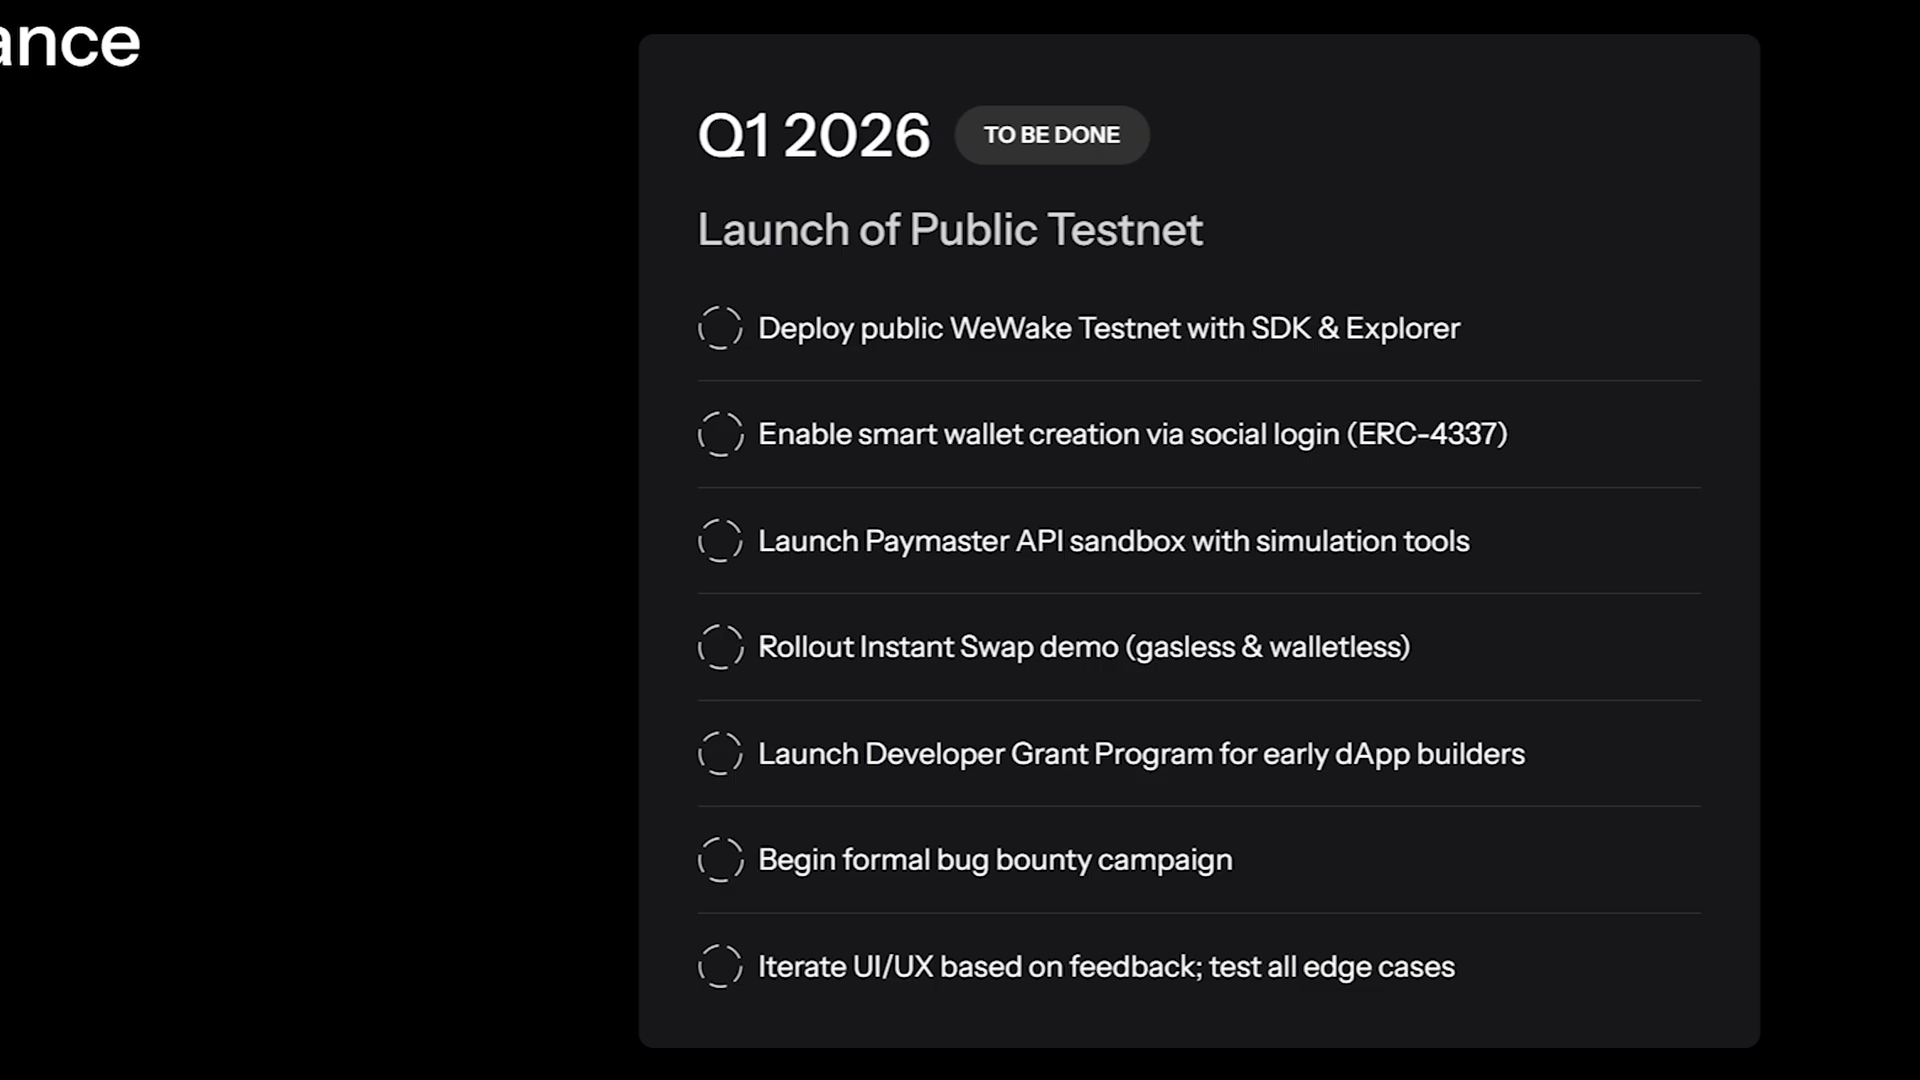 ance
Q1 2026
TO BE DONE
Launch of Public Testnet
Deploy public WeWake Testnet with SDK & Explorer
Enable smart wallet creation via social login (ERC-4337)
Launch Paymaster API sandbox with simulation tools
Rollout Instant Swap demo (gasless & walletless)
Launch Developer Grant Program for early dApp builders
Begin formal bug bounty campaign
Iterate UI/UX based on feedback; test all edge cases